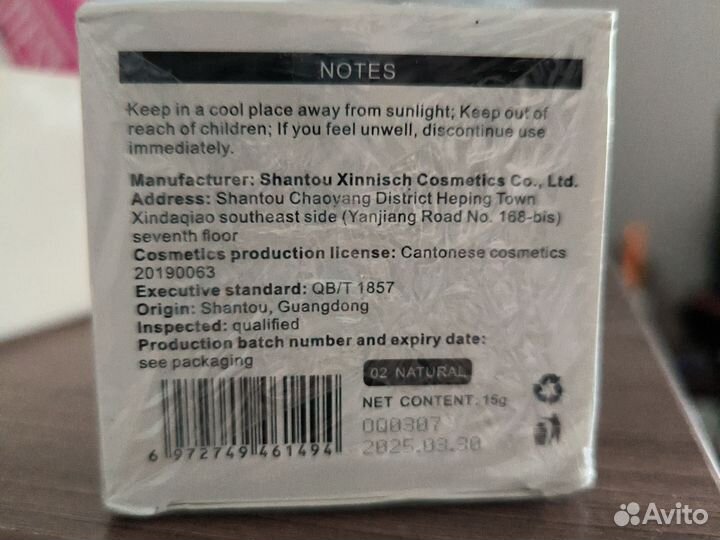 NOTES
Keep in a cool place away from sunlight; Keep out of
reach of children; If you feel unwell, discontinue use
immediately.
Manufacturer: Shantou Xinnisch Cosmetics Co., Ltd.
Address: Shantou Chaoyang District Heping Town
Xindaqiao southeast side (Yanjiang Road No. 168-bis)
seventh floor
Cosmetics production license: Cantonese cosmetics
20190063
Executive standard: QB/T 1857
Origin: Shantou, Guangdong
Inspected: qualified
Production batch number and expiry date:
see packaging
02 NATURAL
NET CONTENT: 15g
OQ0307
2025.03.30
6 972749 461494
Avito